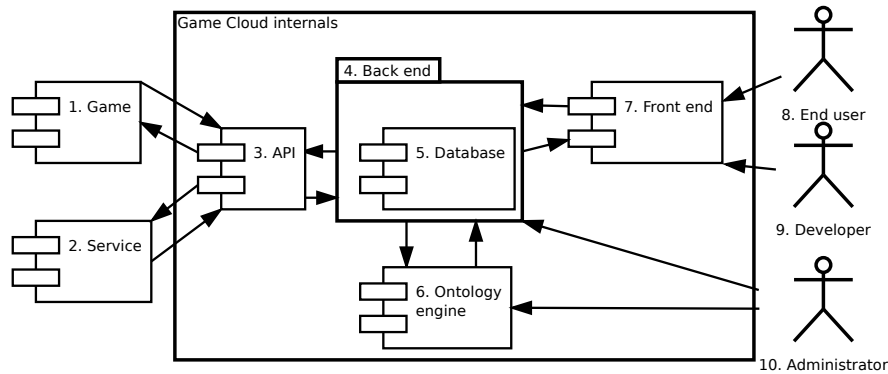 Game Cloud internals
4. Back end
1. Game
7. Front end
8. End user
3. API
5. Database
2. Service
9. Developer
6. Ontology
engine
10. Administrator